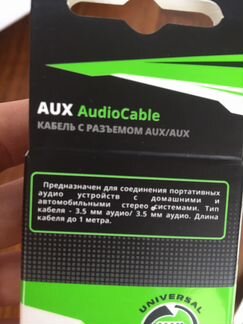 AUX AudioCable
КАБЕЛЬ С РАЗЪЕМОМ AUX/AUX
Предназначен для соединения портативных
аудио устройств с домашними и
автомобильными стерео системами. Тип
кабеля - 3.5 мм аудио/ 3.5 мм аудио. Длина
кабеля до 1 метра.
UNIVERSAL